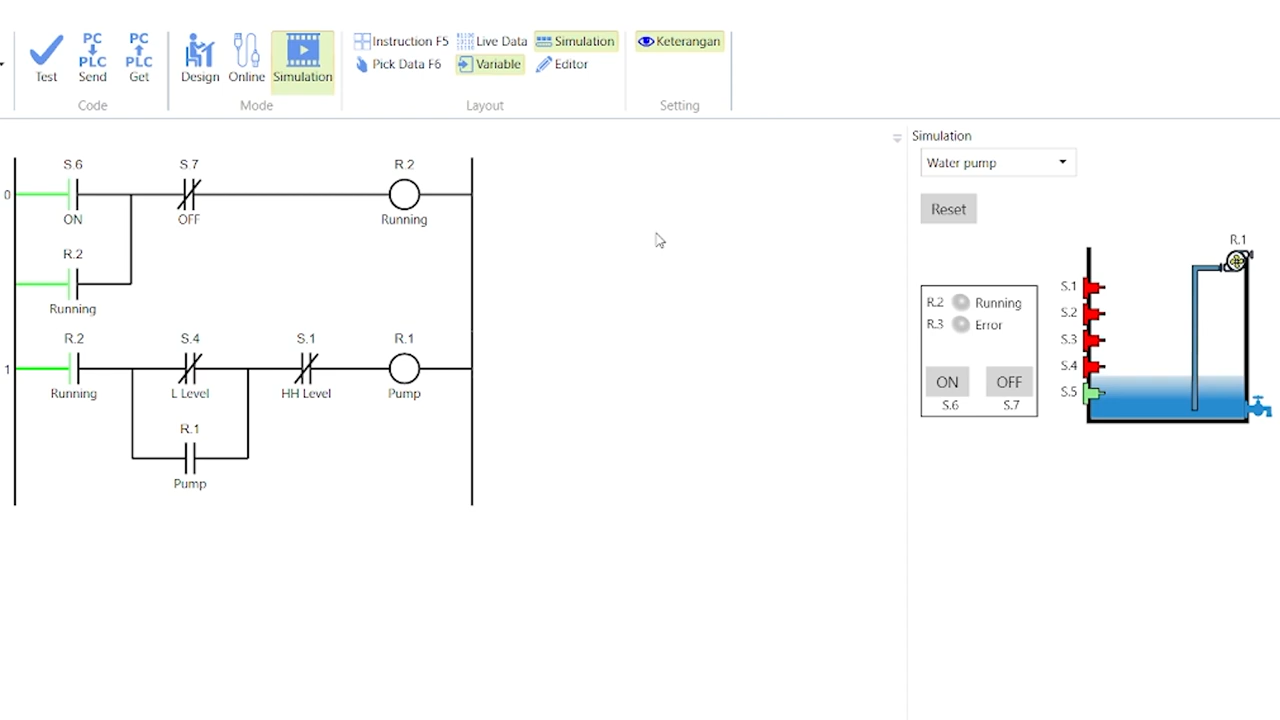 Test
PC
PLC
Send
PC
PLC
Get
Design
Online
Simulation
Instruction F5
Live Data
Simulation
Keterangan
Pick Data F6
Variable
Editor
Code
Mode
Layout
Setting
Simulation
Water pump
Reset
0
S.6
S.7
R.2
ON
OFF
Running
R.2
Running
1
R.2
S.4
S.1
R.1
Running
L Level
HH Level
Pump
R.1
Pump
R.2 Running
R.3 Error
ON
OFF
S.6
S.7
R.1
S.1
S.2
S.3
S.4
S.5